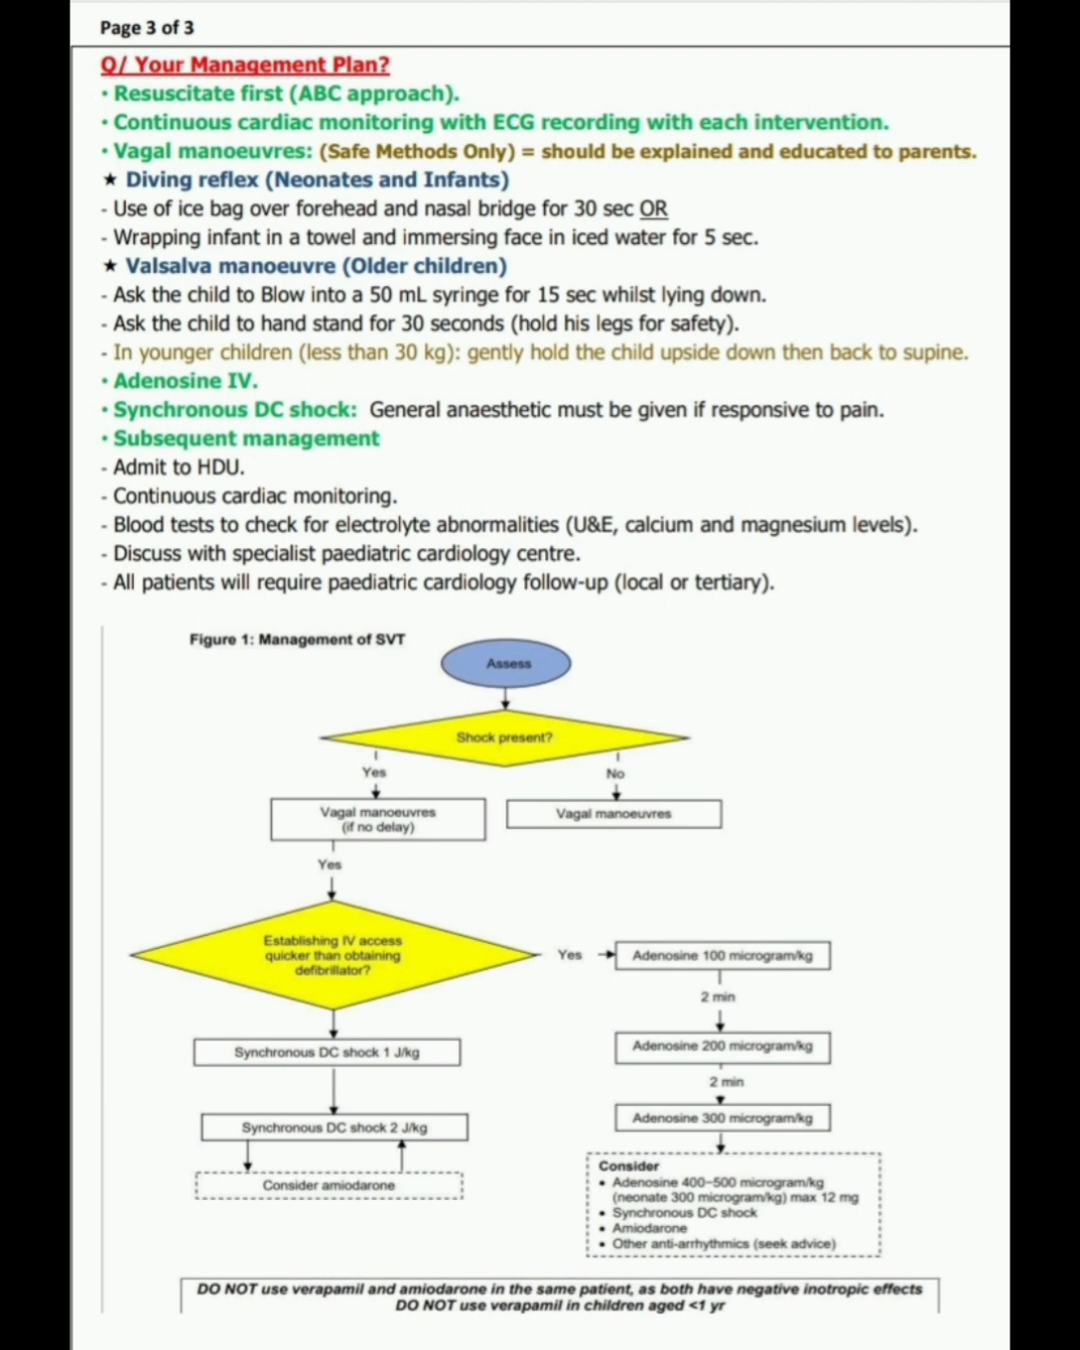 Page 3 of 3
Q/ Your Management Plan?
• Resuscitate first (ABC approach).
• Continuous cardiac monitoring with ECG recording with each intervention.
• Vagal manoeuvres: (Safe Methods Only) = should be explained and educated to parents.
★ Diving reflex (Neonates and Infants)
- Use of ice bag over forehead and nasal bridge for 30 sec OR
- Wrapping infant in a towel and immersing face in iced water for 5 sec.
★ Valsalva manoeuvre (Older children)
- Ask the child to Blow into a 50 mL syringe for 15 sec whilst lying down.
- Ask the child to hand stand for 30 seconds (hold his legs for safety).
- In younger children (less than 30 kg): gently hold the child upside down then back to supine.
• Adenosine IV.
• Synchronous DC shock: General anaesthetic must be given if responsive to pain.
• Subsequent management
- Admit to HDU.
- Continuous cardiac monitoring.
- Blood tests to check for electrolyte abnormalities (U&E, calcium and magnesium levels).
- Discuss with specialist paediatric cardiology centre.
- All patients will require paediatric cardiology follow-up (local or tertiary).
Figure 1: Management of SVT
Assess
Shock present?
Yes
No
Vagal manoeuvres
(if no delay)
Vagal manoeuvres
Yes
Establishing IV access
quicker than obtaining
defibrillator?
Yes
Adenosine 100 microgram/kg
2 min
Synchronous DC shock 1 J/kg
Adenosine 200 microgram/kg
2 min
Synchronous DC shock 2 J/kg
Adenosine 300 microgram/kg
Consider amiodarone
Consider
• Adenosine 400–500 microgram/kg
(neonate 300 microgram/kg) max 12 mg
• Synchronous DC shock
• Amiodarone
• Other anti-arrhythmics (seek advice)
DO NOT use verapamil and amiodarone in the same patient, as both have negative inotropic effects
DO NOT use verapamil in children aged <1 yr